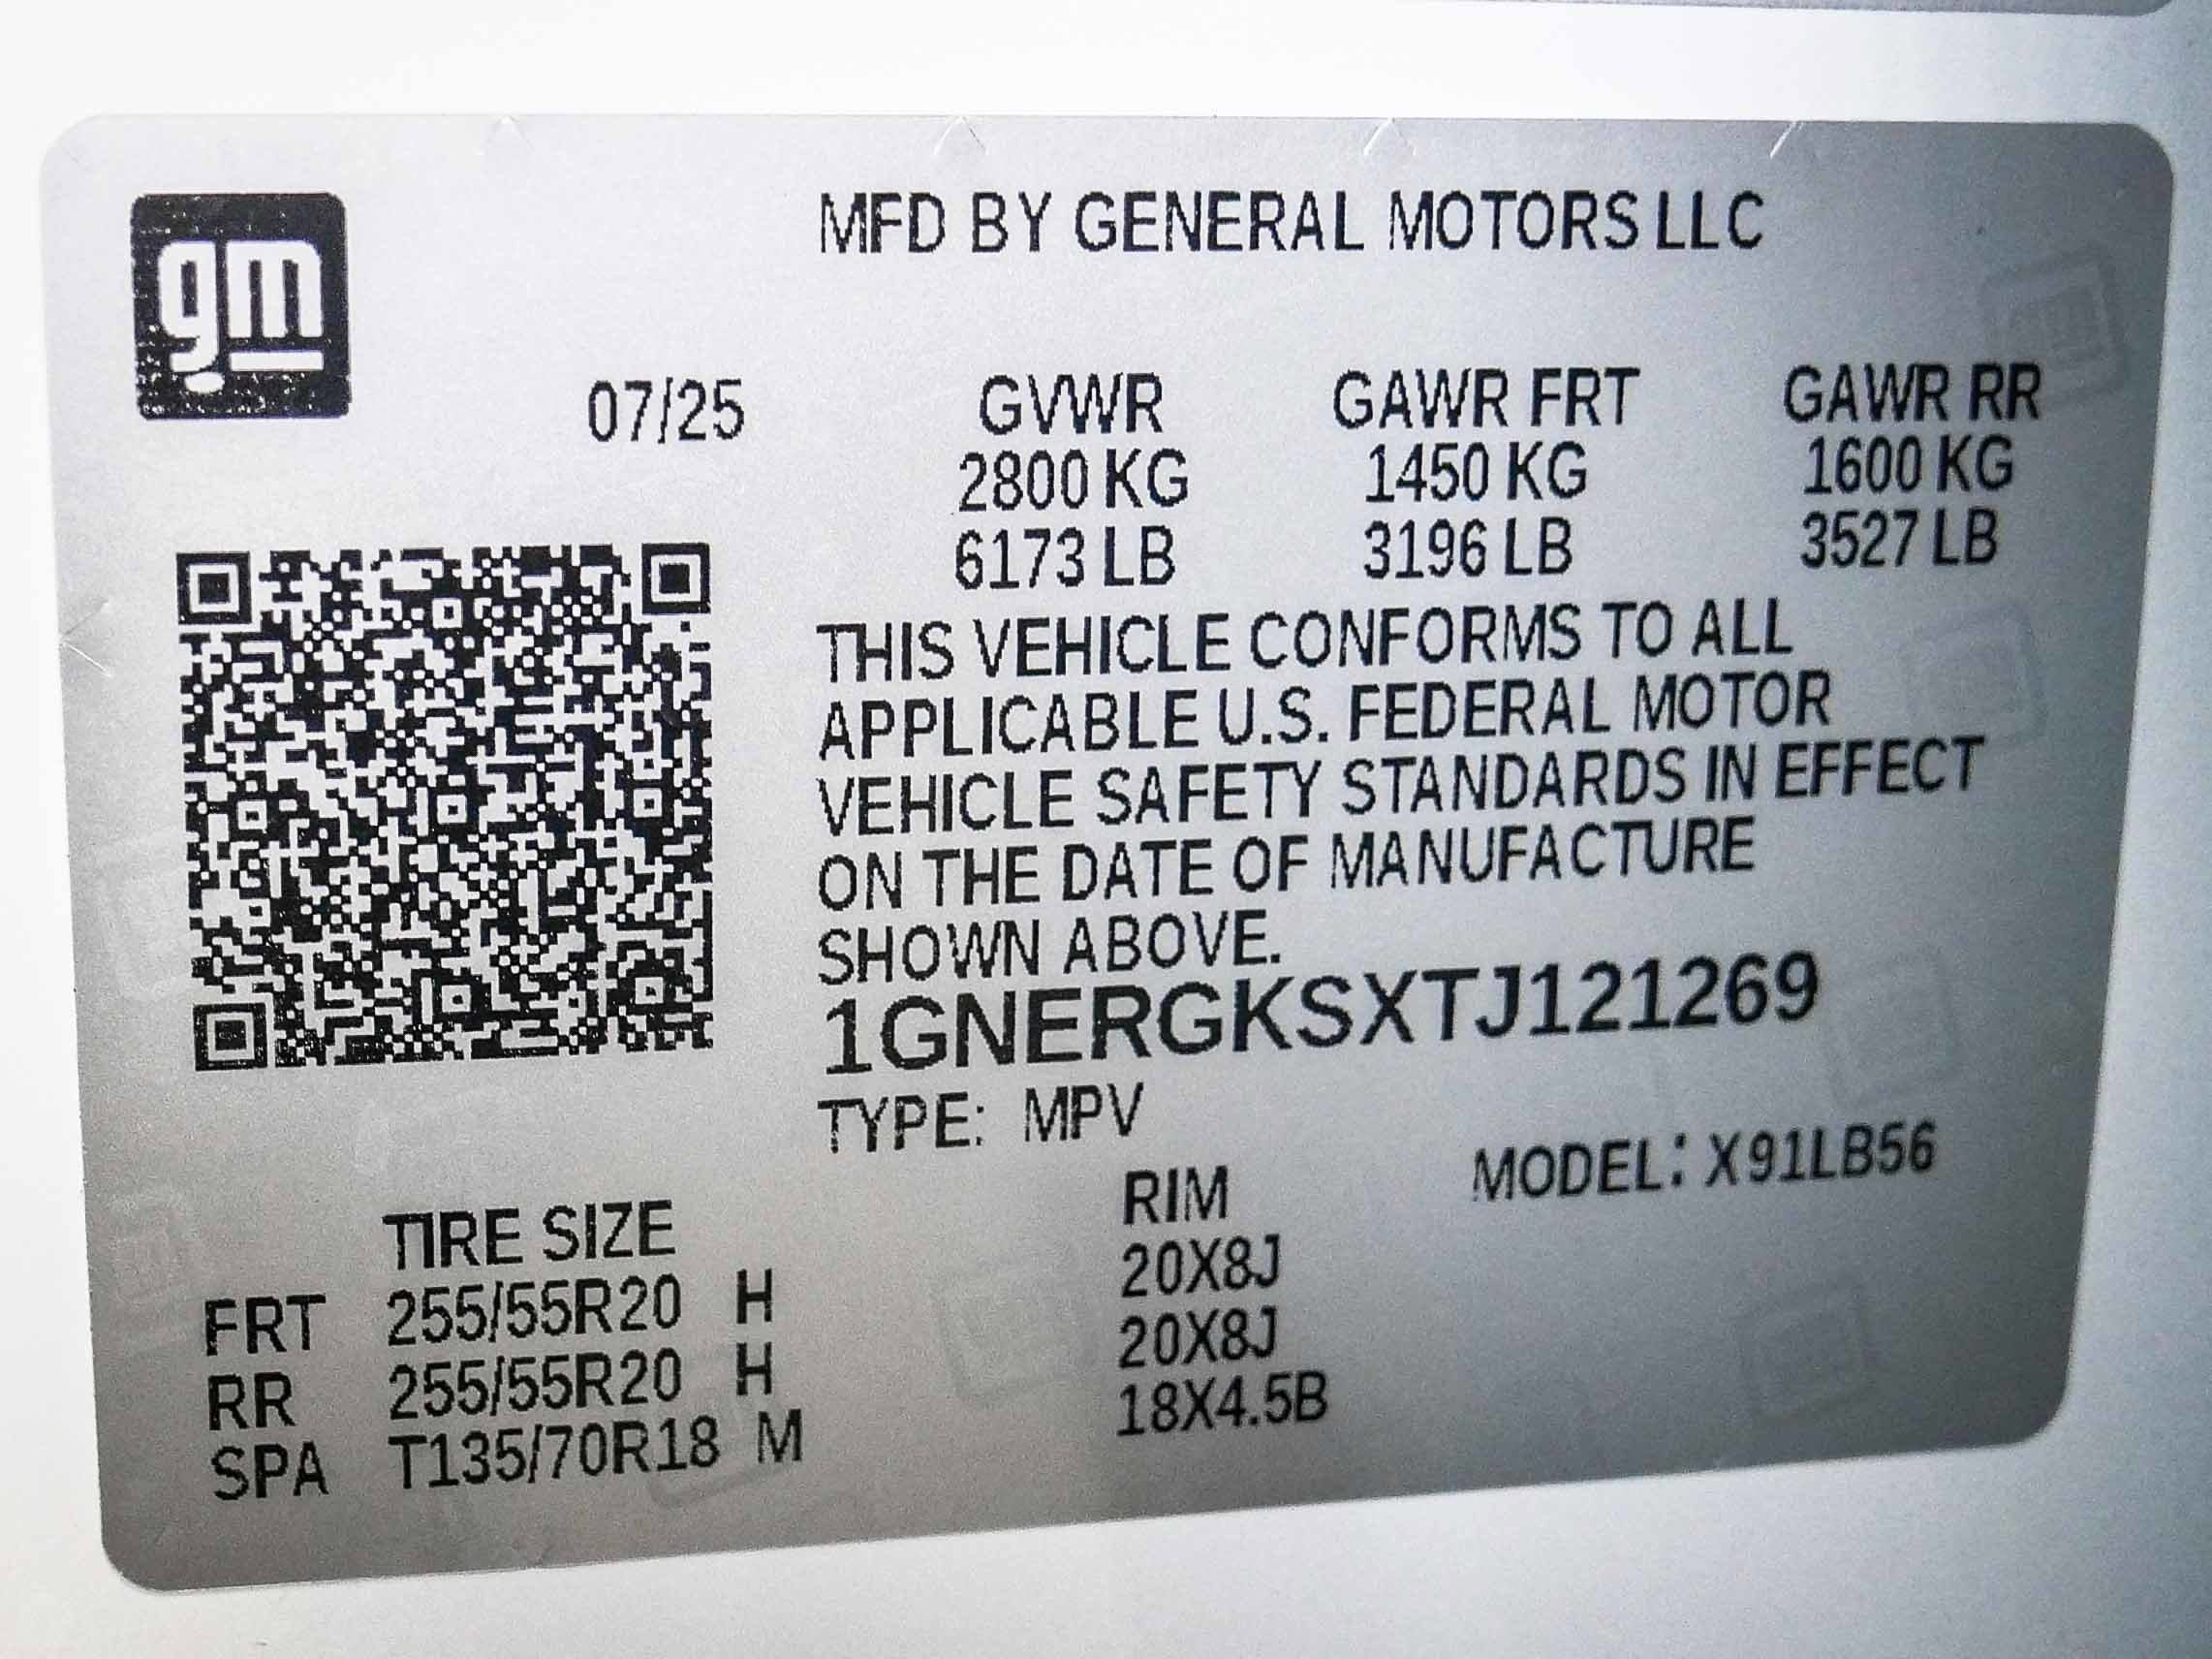 gm
MFD BY GENERAL MOTORS LLC
07/25 GVWR GAWR FRT GAWR RR
2800 KG 1450 KG 1600 KG
6173 LB 3196 LB 3527 LB
THIS VEHICLE CONFORMS TO ALL
APPLICABLE U.S. FEDERAL MOTOR
VEHICLE SAFETY STANDARDS IN EFFECT
ON THE DATE OF MANUFACTURE
SHOWN ABOVE.
1GNERGKSXTJ121269
TYPE: MPV
MODEL: X91LB56
TIRE SIZE RIM
FRT 255/55R20 H 20X8J
RR 255/55R20 H 20X8J
SPA T135/70R18 M 18X4.5B